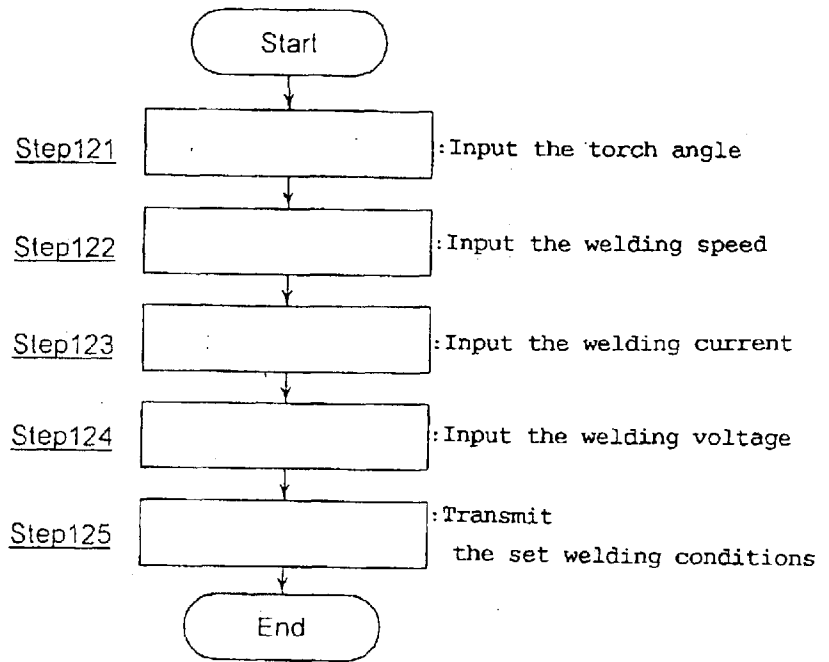 Start
Step121 :Input the torch angle
Step122 :Input the welding speed
Step123 :Input the welding current
Step124 :Input the welding voltage
Step125 :Transmit
the set welding conditions
End